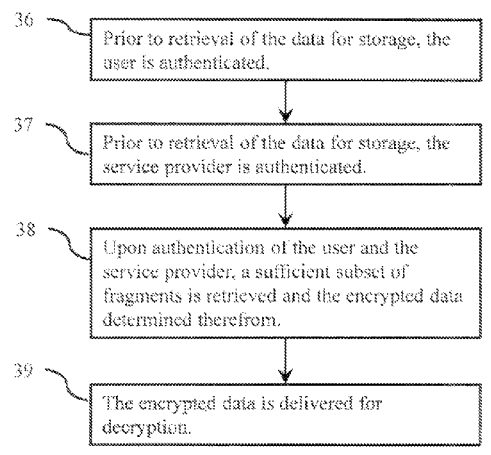 36
Prior to retrieval of the data for storage, the
user is authenticated.
37
Prior to retrieval of the data for storage, the
service provider is authenticated.
38
Upon authentication of the user and the
service provider, a sufficient subset of
fragments is retrieved and the encrypted data
determined therefrom.
39
The encrypted data is delivered for
decryption.